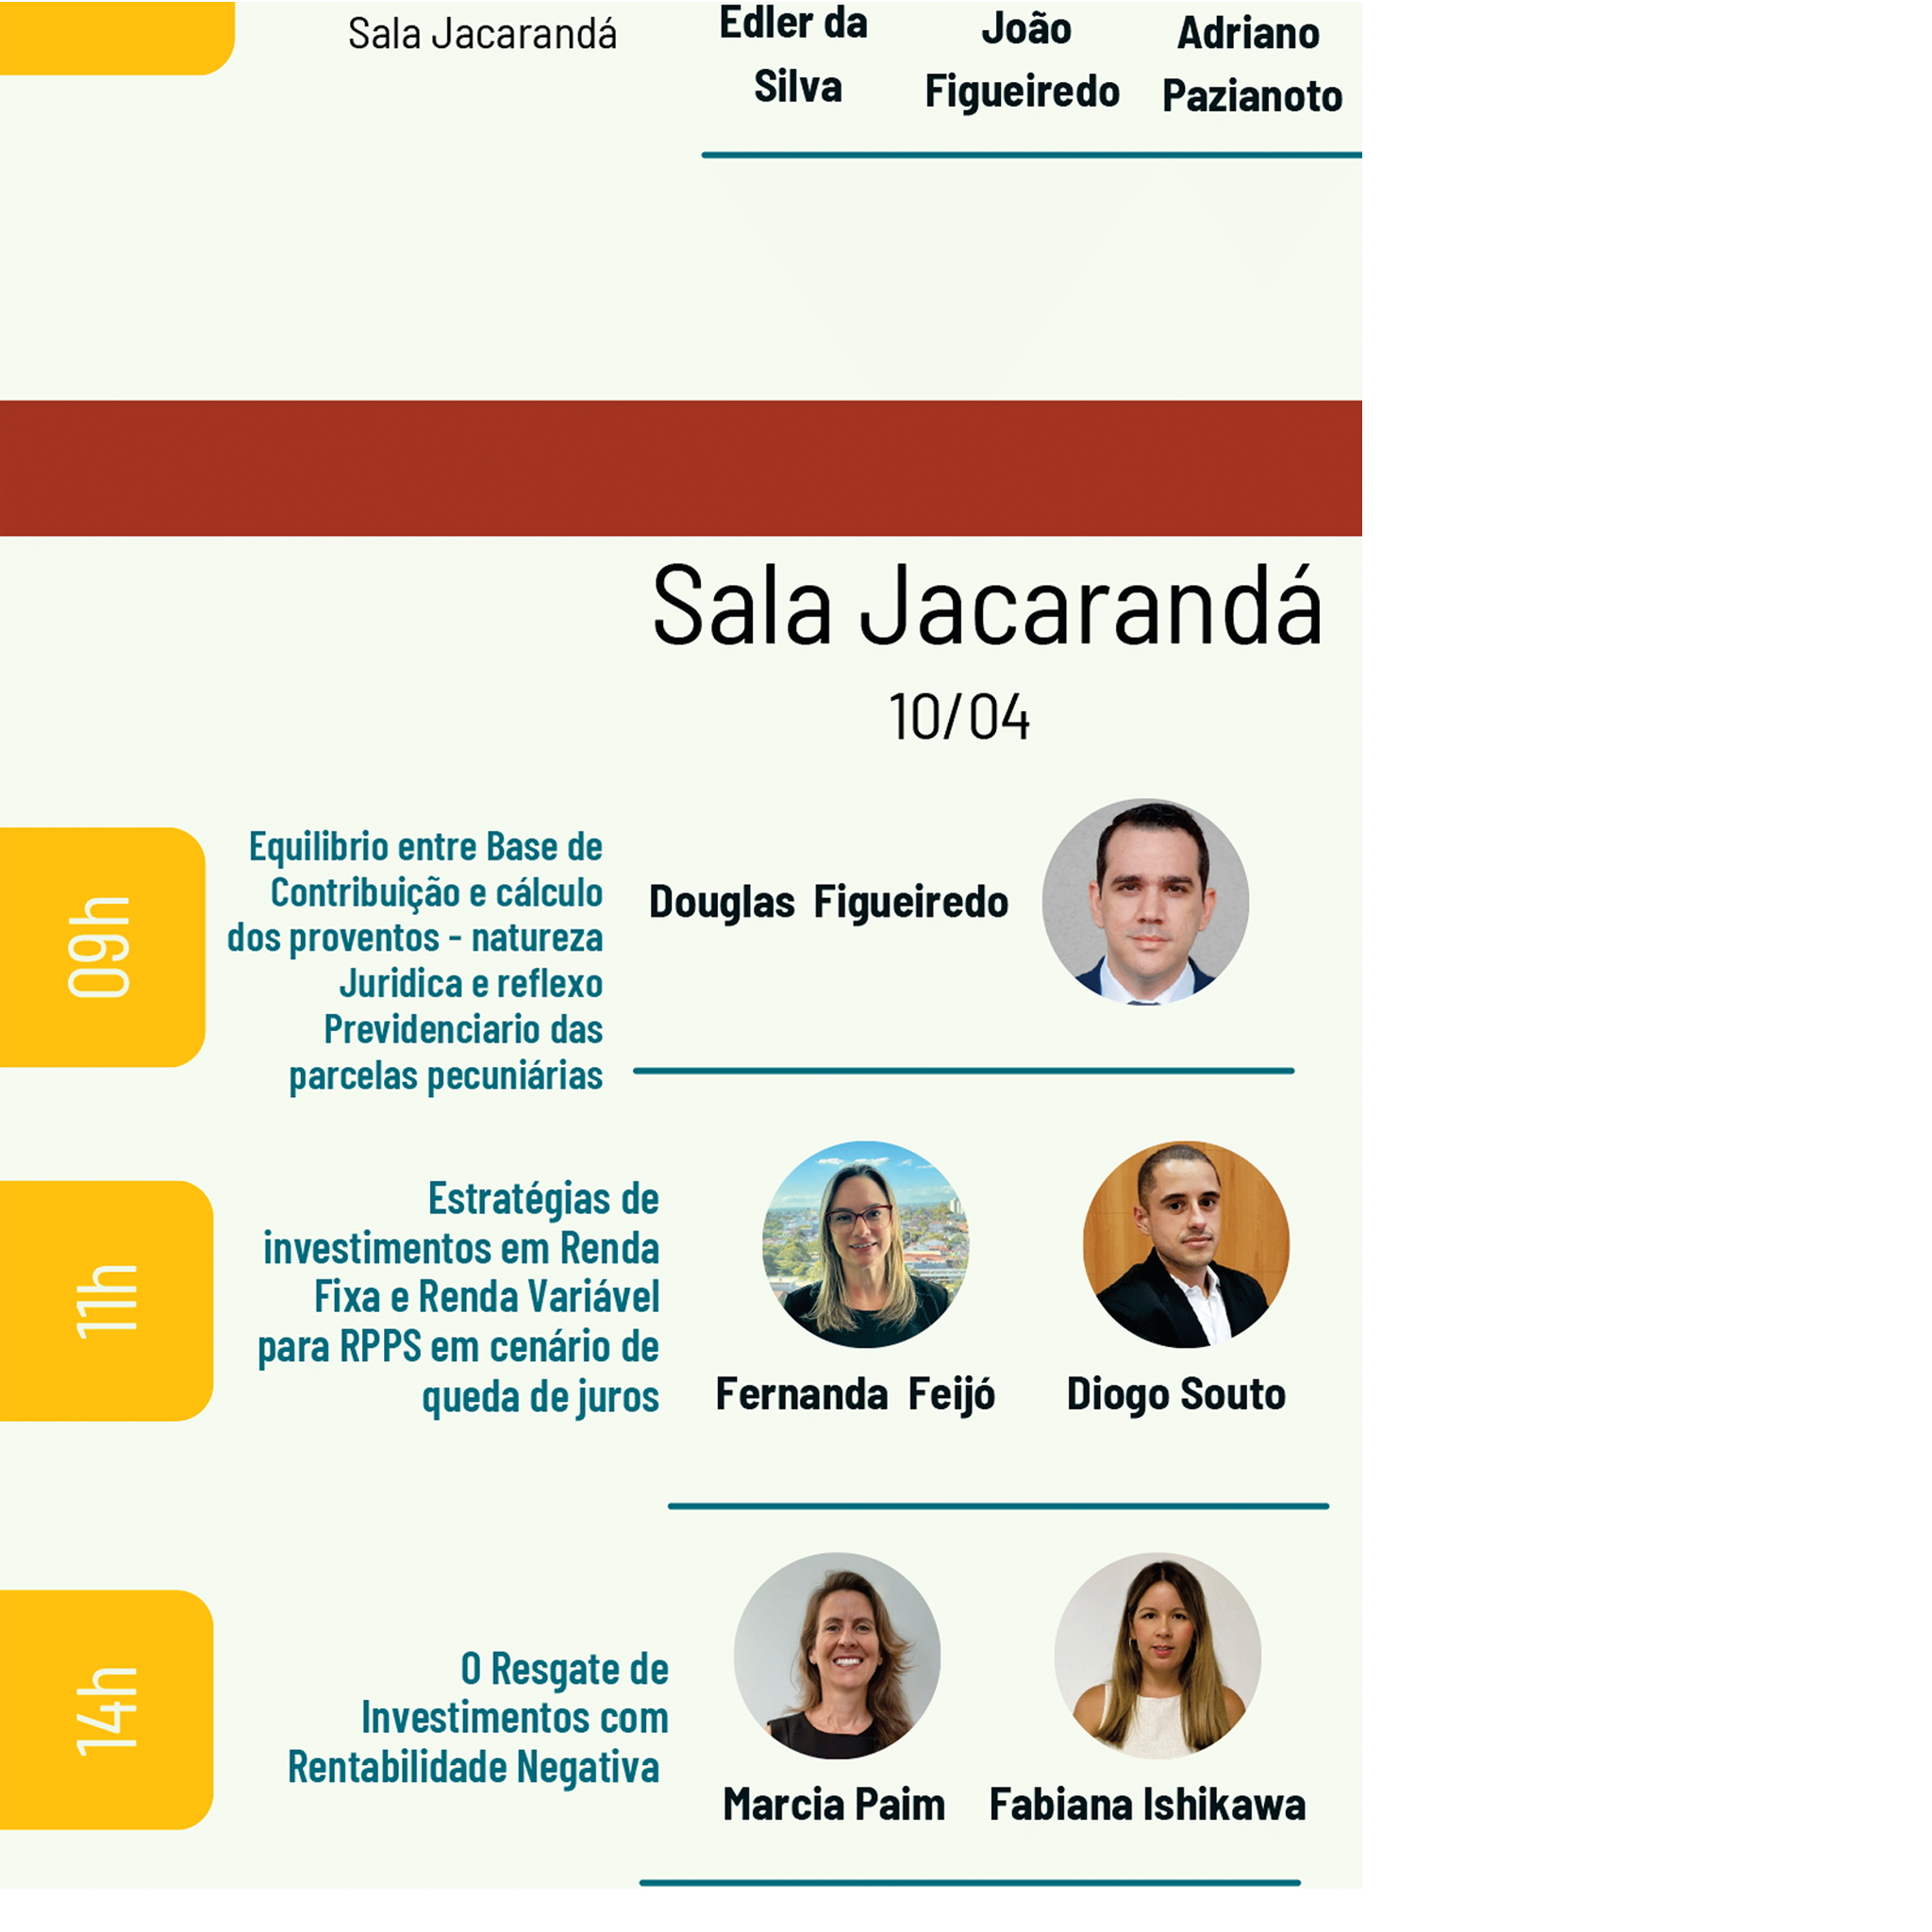 Sala Jacarandá
Edler da
Silva
João
Figueiredo
Adriano
Pazianoto
Sala Jacarandá
10/04
09h
Equilibrio entre Base de
Contribuição e cálculo
dos proventos - natureza
Juridica e reflexo
Previdenciario das
parcelas pecuniárias
Douglas Figueiredo
11h
Estratégias de
investimentos em Renda
Fixa e Renda Variável
para RPPS em cenário de
queda de juros
Fernanda Feijó
Diogo Souto
14h
O Resgate de
Investimentos com
Rentabilidade Negativa
Marcia Paim
Fabiana Ishikawa